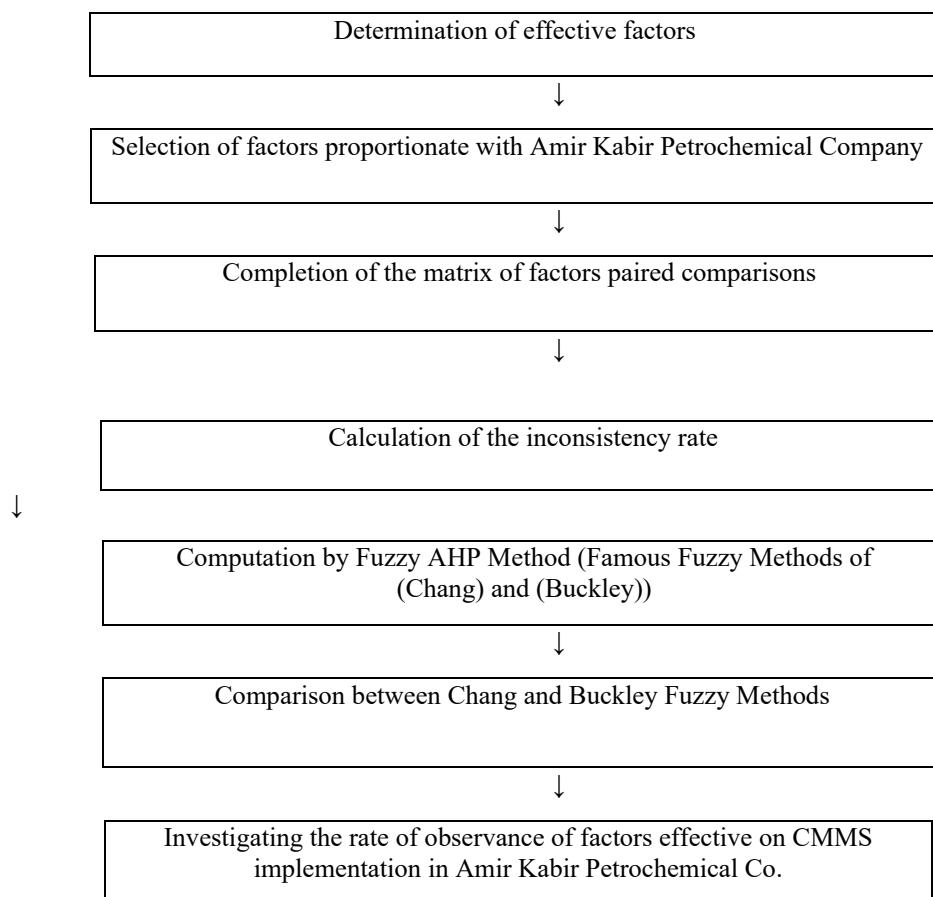 Determination of effective factors
↓
Selection of factors proportionate with Amir Kabir Petrochemical Company
↓
Completion of the matrix of factors paired comparisons
↓
Calculation of the inconsistency rate
↓
Computation by Fuzzy AHP Method (Famous Fuzzy Methods of
(Chang) and (Buckley))
↓
Comparison between Chang and Buckley Fuzzy Methods
↓
Investigating the rate of observance of factors effective on CMMS
implementation in Amir Kabir Petrochemical Co.